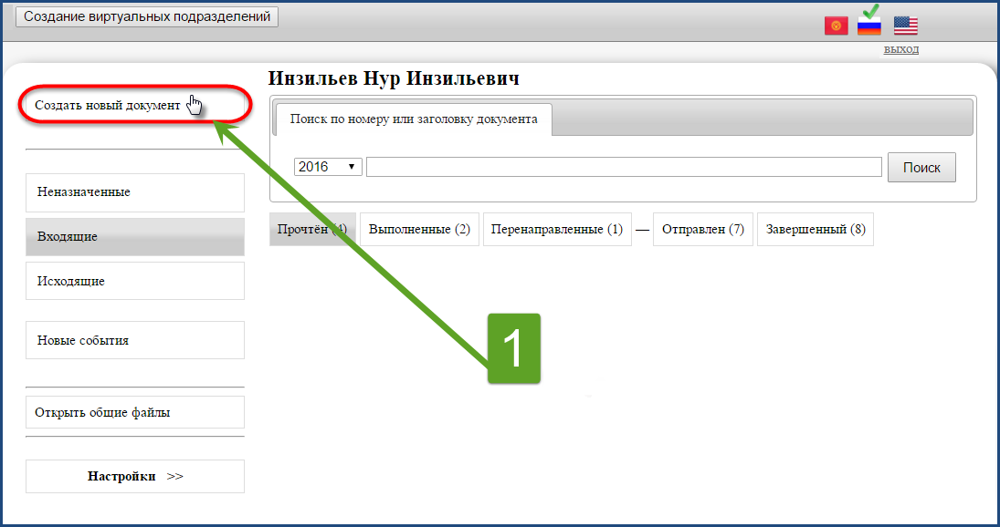 Создание виртуальных подразделений
выход
Создать новый документ
Неназначенные
Входящие
Исходящие
Новые события
Открыть общие файлы
Настройки >>
Инзильев Нур Инзильевич
Поиск по номеру или заголовку документа
2016 Поиск
Прочтён (4) Выполненные (2) Перенаправленные (1) — Отправлен (7) Завершенный (8)
1